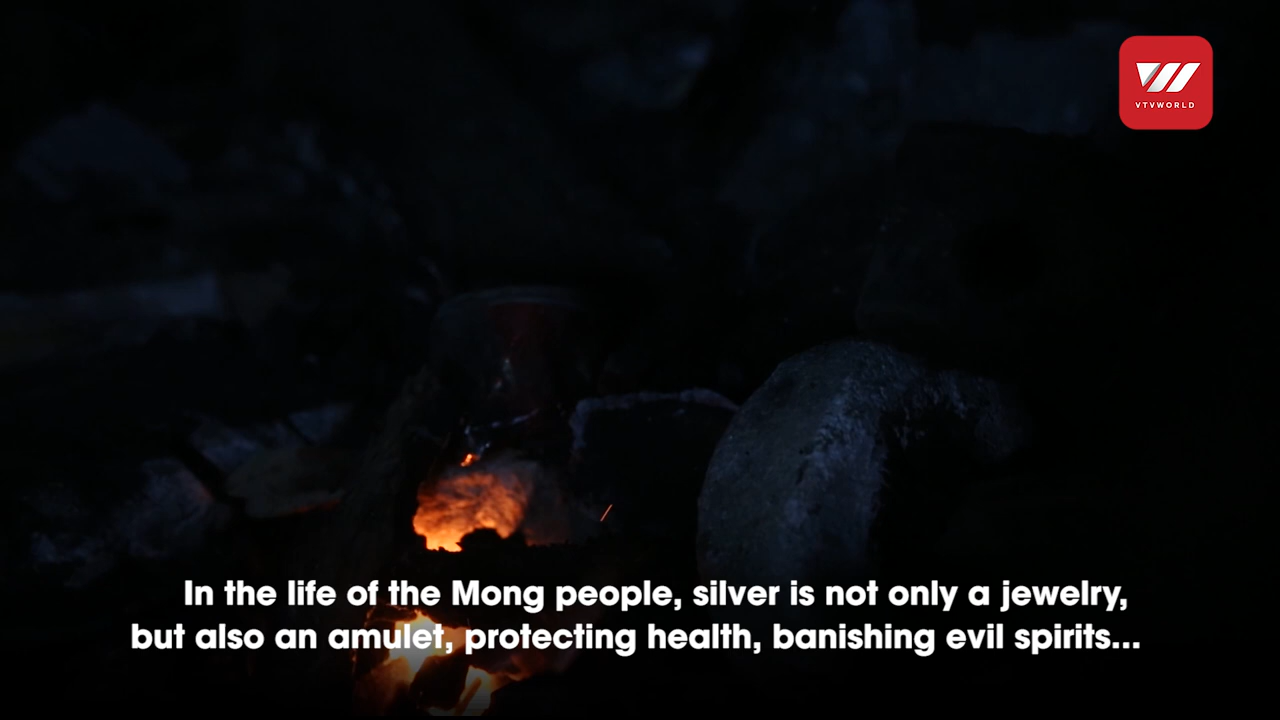 VTVWORLD
In the life of the Mong people, silver is not only a jewelry,
but also an amulet, protecting health, banishing evil spirits...